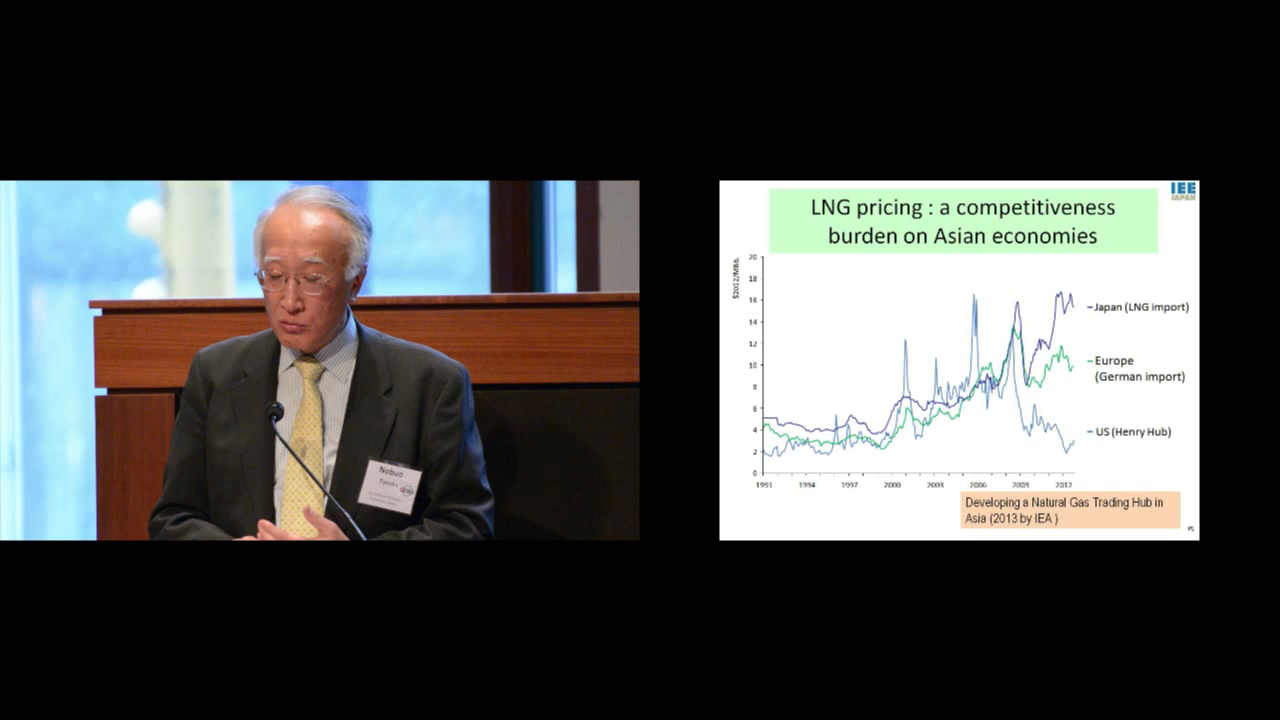 Nobuo
LNG pricing : a competitiveness
burden on Asian economies
IEE
JAPAN
$2012/MBtu
20
18
16
14
12
10
8
6
4
2
0
1991
1994
1997
2000
2003
2006
2009
2012
Japan (LNG import)
Europe
(German import)
US (Henry Hub)
Developing a Natural Gas Trading Hub in
Asia (2013 by IEA )